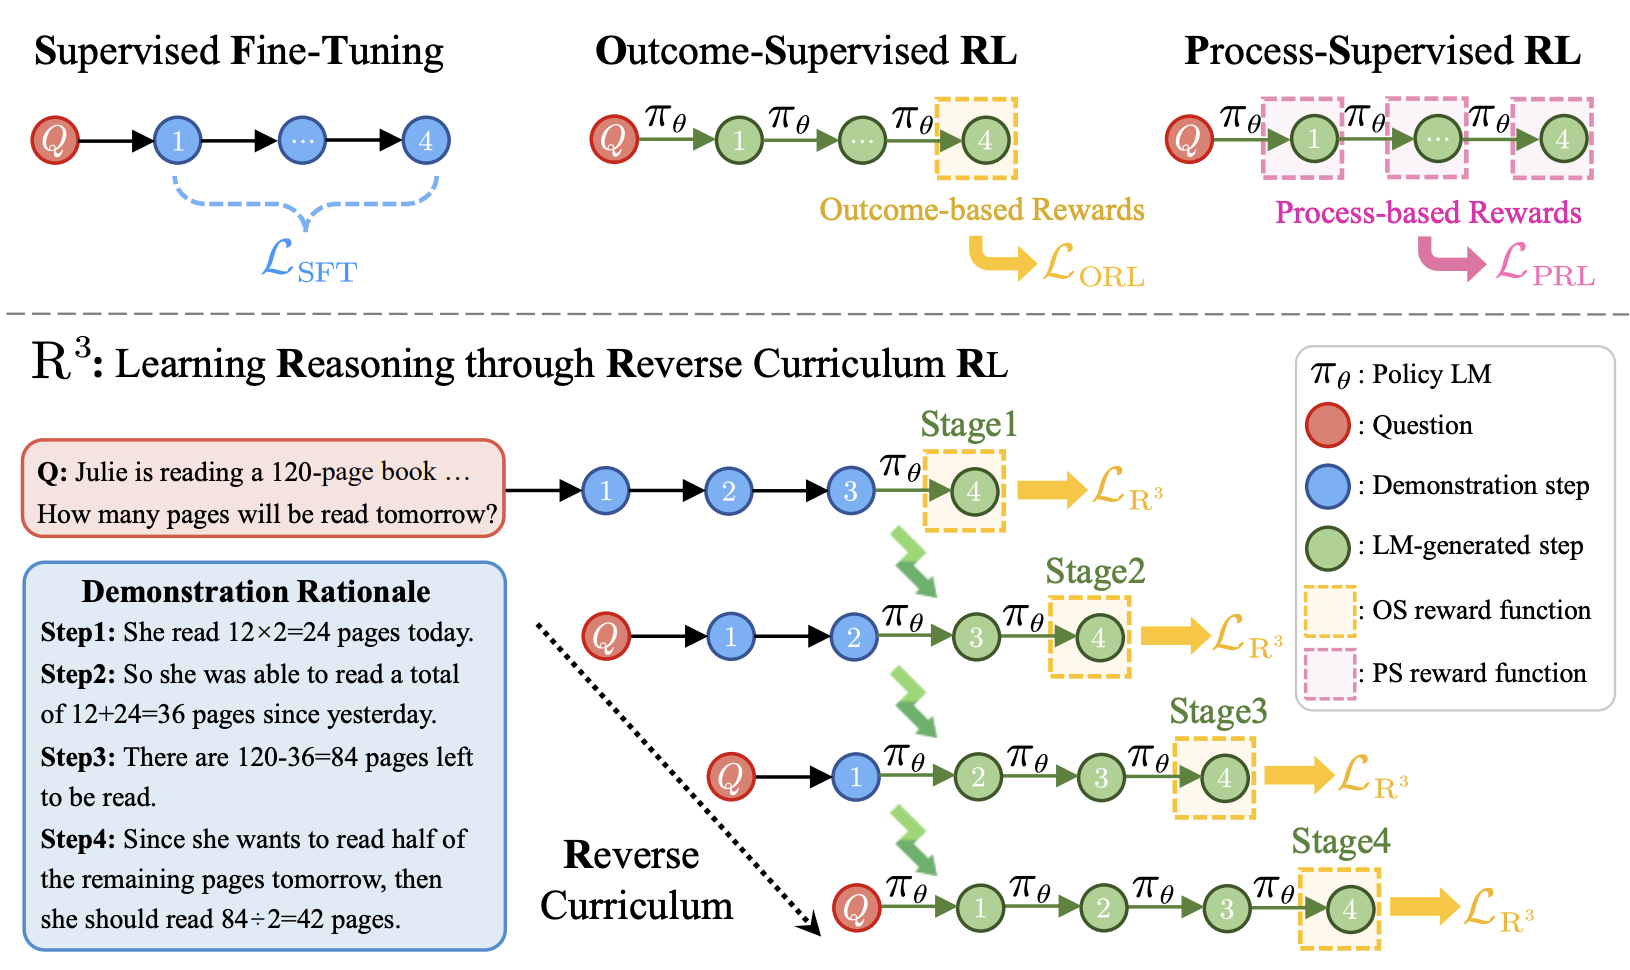 Supervised Fine-Tuning
Q 1 ... 4
ℒSFT
Outcome-Supervised RL
Q πθ 1 πθ ... πθ 4
Outcome-based Rewards
ℒORL
Process-Supervised RL
Q πθ 1 πθ ... πθ 4
Process-based Rewards
ℒPRL
R³: Learning Reasoning through Reverse Curriculum RL
Q: Julie is reading a 120-page book ...
How many pages will be read tomorrow?
Demonstration Rationale
Step1: She read 12×2=24 pages today.
Step2: So she was able to read a total
of 12+24=36 pages since yesterday.
Step3: There are 120-36=84 pages left
to be read.
Step4: Since she wants to read half of
the remaining pages tomorrow, then
she should read 84÷2=42 pages.
Stage1
1 2 3 πθ 4 ℒR³
Stage2
Q 1 2 πθ 3 πθ 4 ℒR³
Stage3
Q 1 πθ 2 πθ 3 πθ 4 ℒR³
Stage4
Q πθ 1 πθ 2 πθ 3 πθ 4 ℒR³
Reverse
Curriculum
πθ : Policy LM
: Question
: Demonstration step
: LM-generated step
: OS reward function
: PS reward function